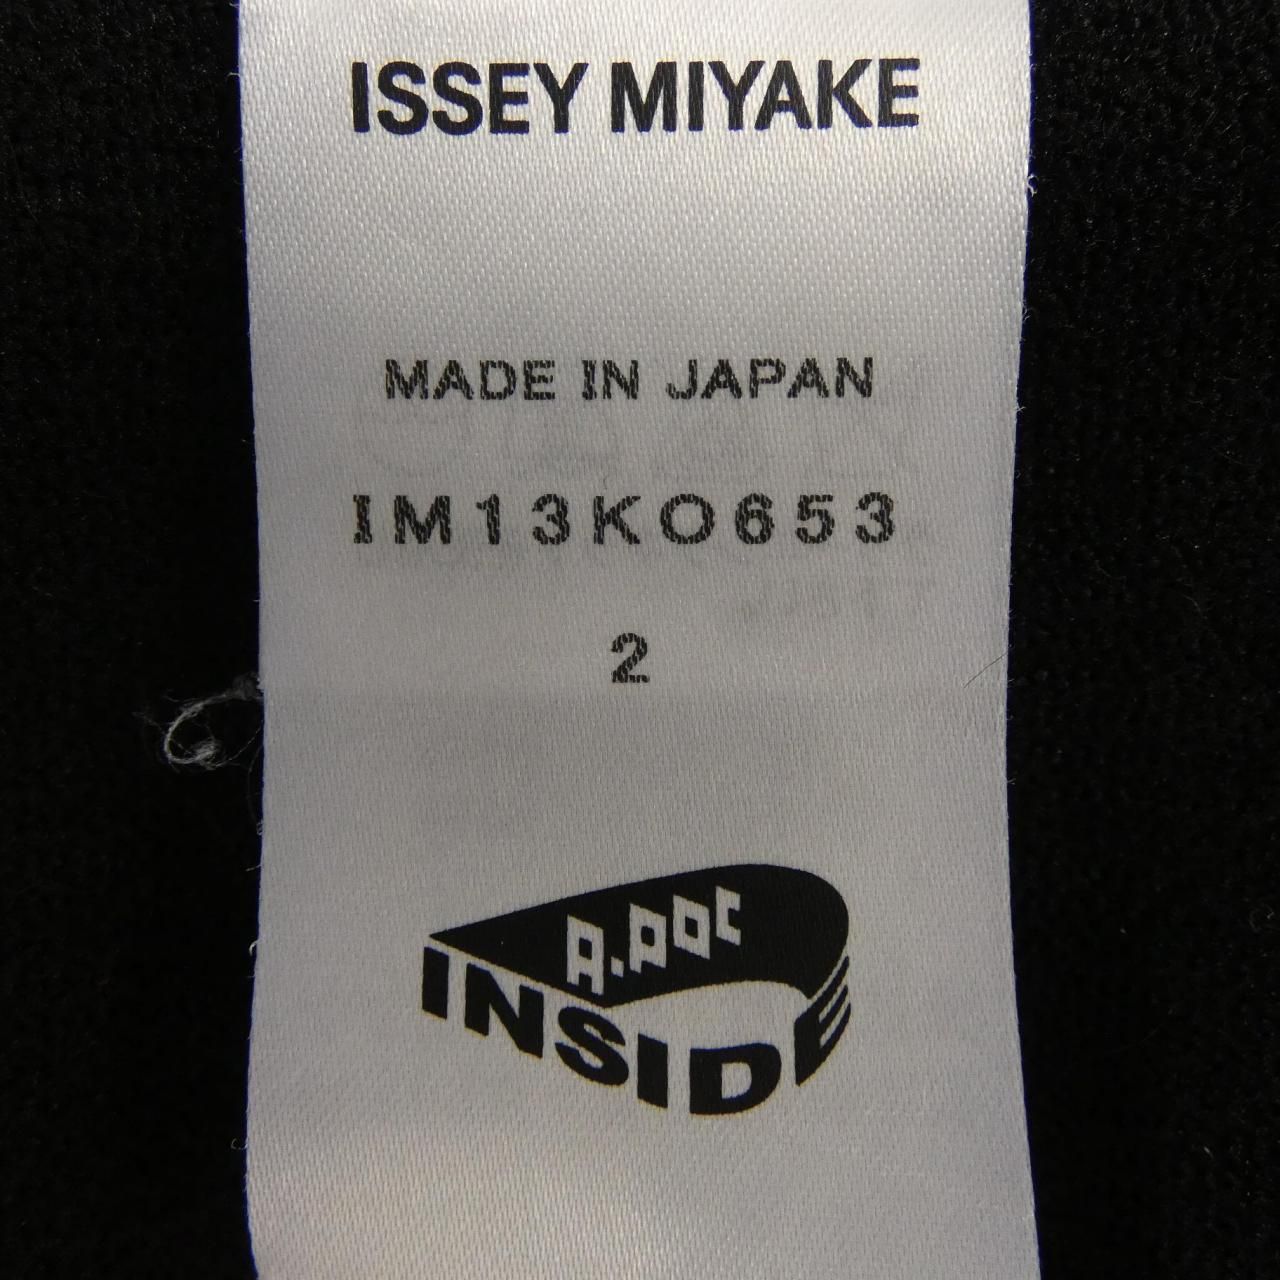 ISSEY MIYAKE
MADE IN JAPAN
IM13KO653
2
A.POC
INSIDE